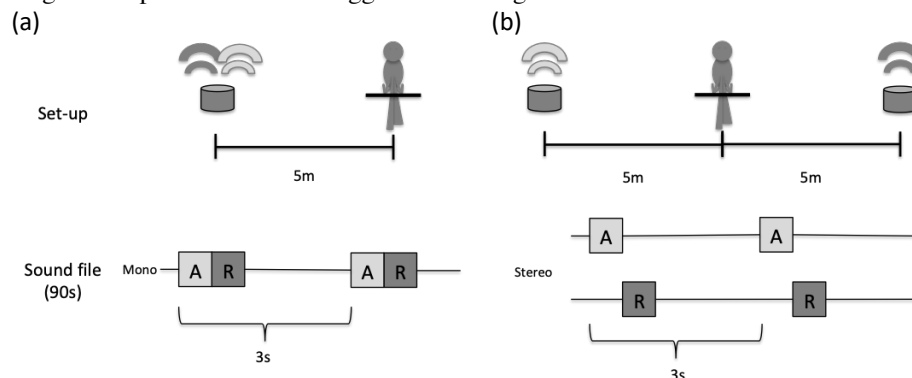 (a)
Set-up
5m
Sound file
(90s)
Mono
A R
A R
3s
(b)
5m
5m
Stereo
A
A
R
R
3s